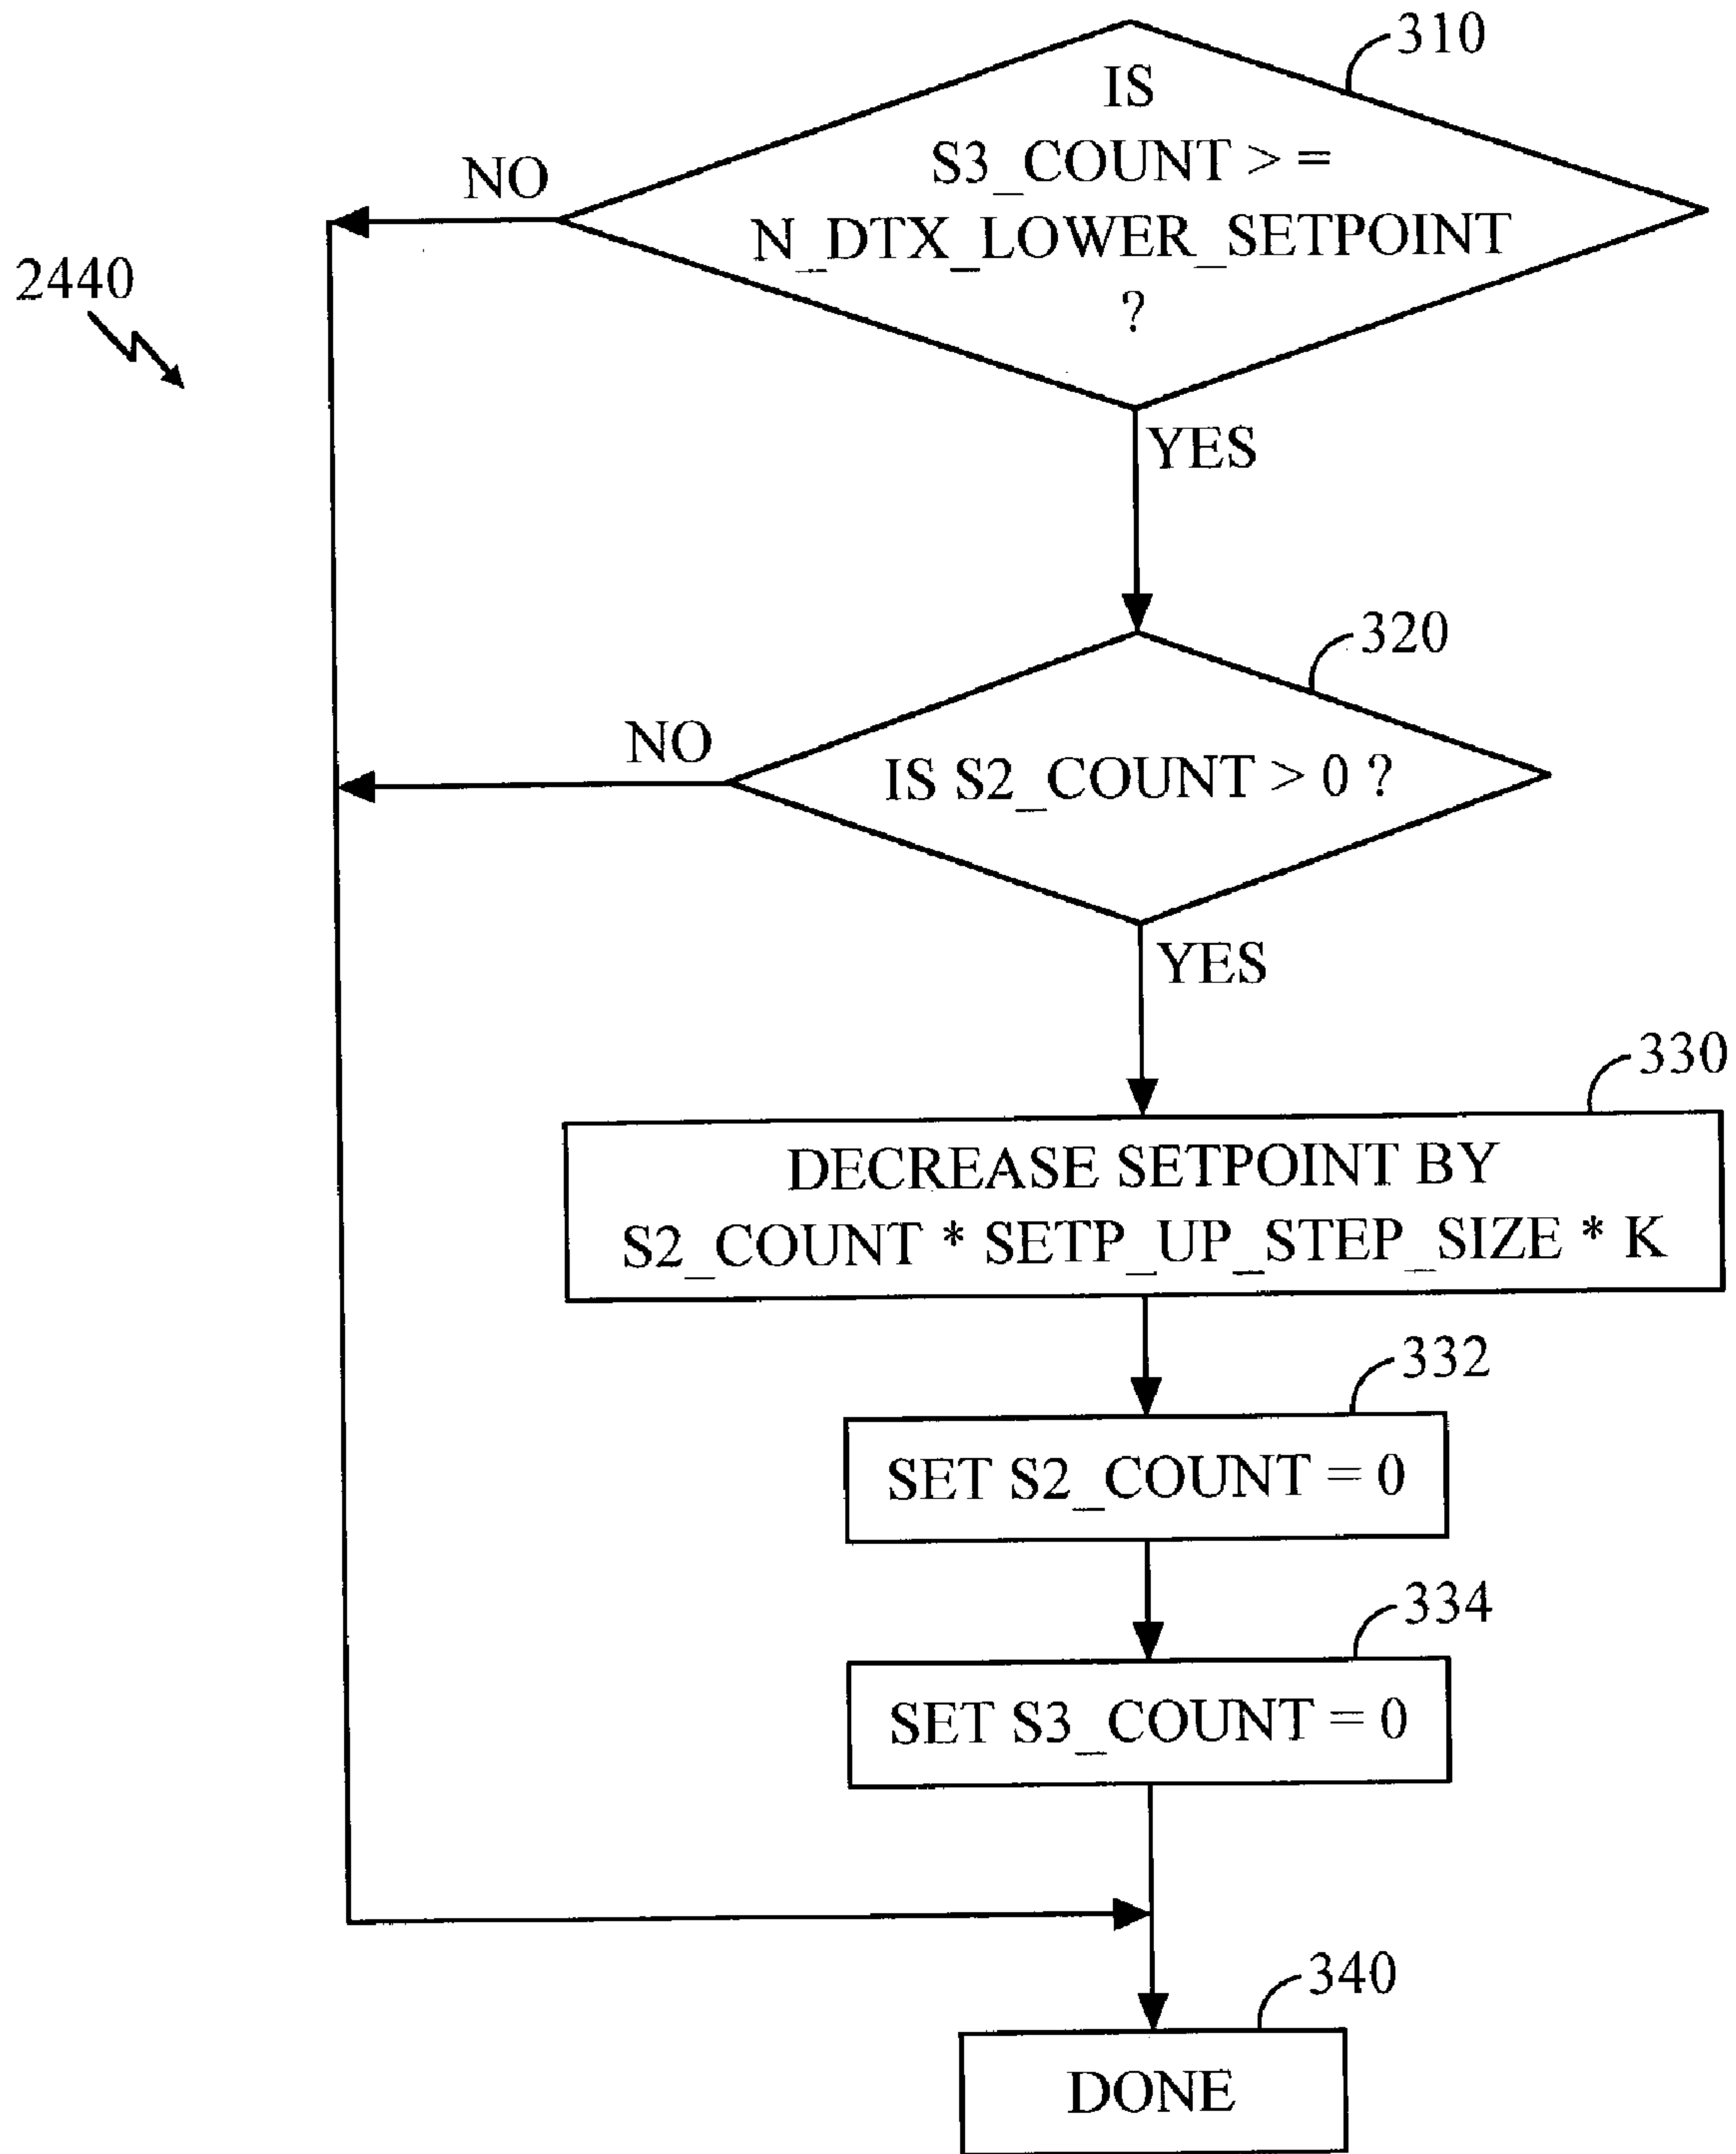 310
IS
S3_COUNT > =
N_DTX_LOWER_SETPOINT
?
NO
2440
YES
320
NO
IS S2_COUNT > 0 ?
YES
330
DECREASE SETPOINT BY
S2_COUNT * SETP_UP_STEP_SIZE * K
332
SET S2_COUNT = 0
334
SET S3_COUNT = 0
340
DONE